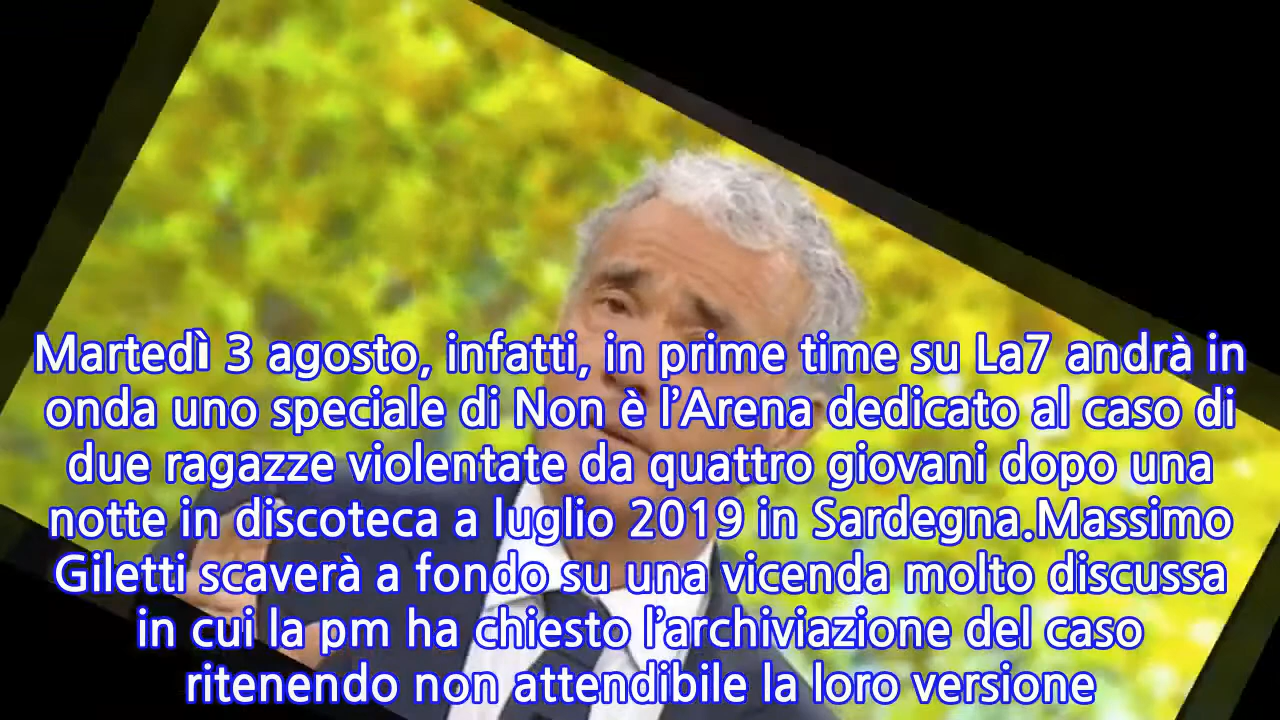 Martedì 3 agosto, infatti, in prime time su La7 andrà in
onda uno speciale di Non è l’Arena dedicato al caso di
due ragazze violentate da quattro giovani dopo una
notte in discoteca a luglio 2019 in Sardegna.Massimo
Giletti scaverà a fondo su una vicenda molto discussa
in cui la pm ha chiesto l’archiviazione del caso
ritenendo non attendibile la loro versione